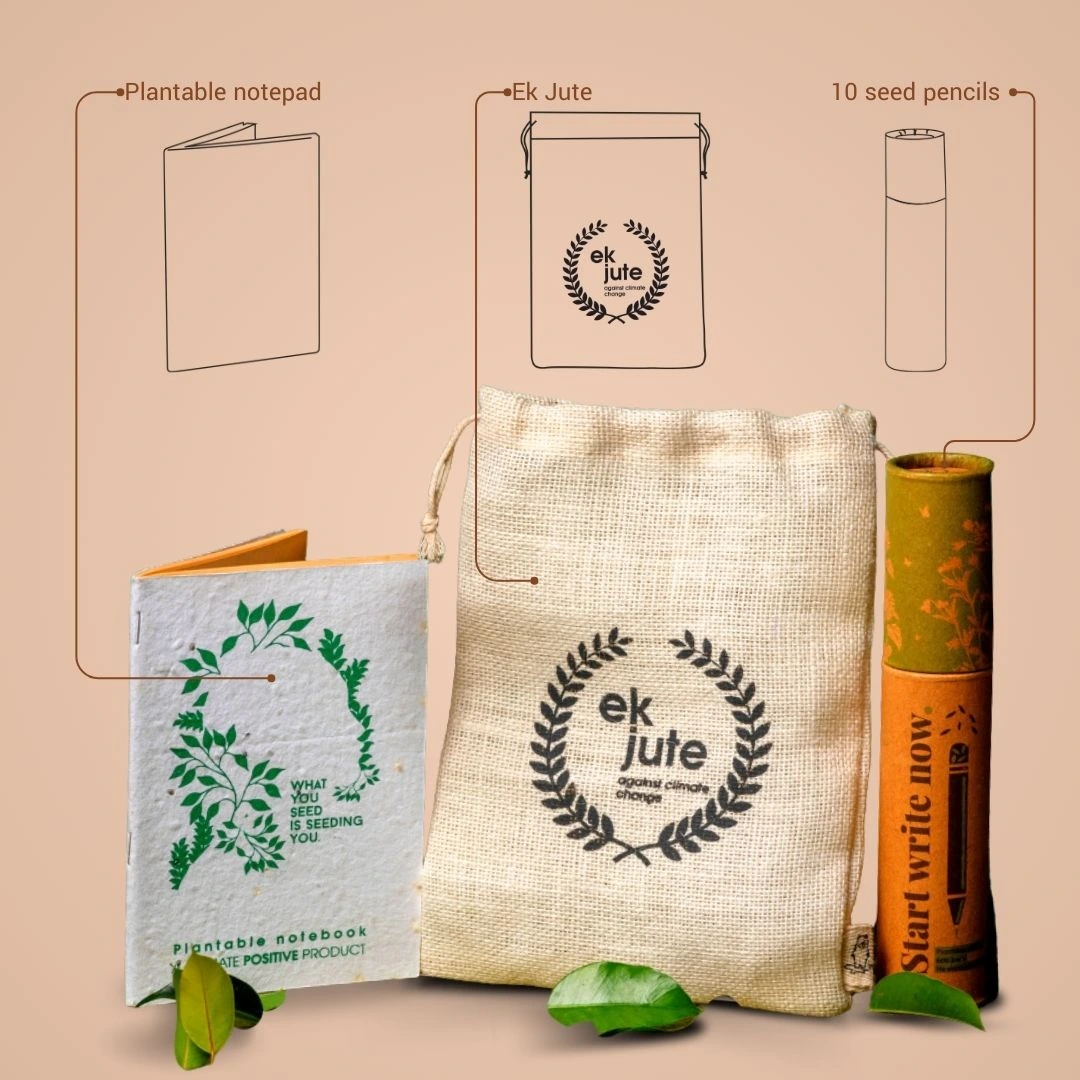 Plantable notepad
Ek Jute
10 seed pencils
ek
jute
against climate
change
WHAT
YOU
SEED
IS SEEDING
YOU.
Plantable notebook
POSITIVE PRODUCT
ek
jute
against climate
change
Start write now.